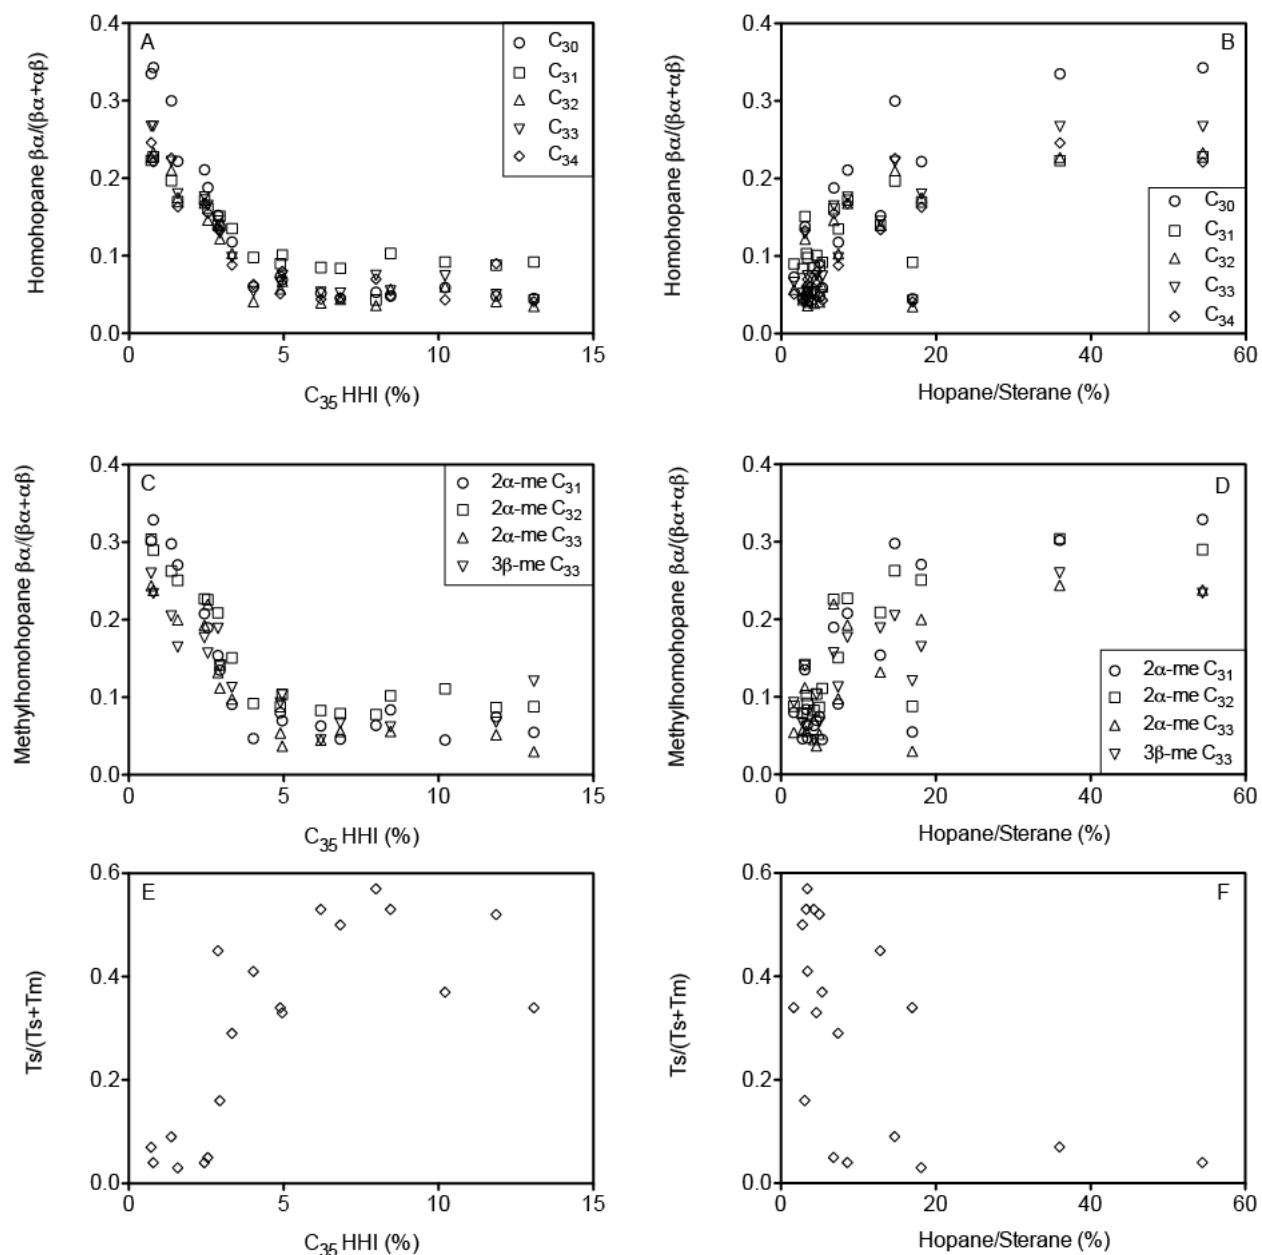 A
Homohopane βα/(βα+αβ)
0.4
0.3
0.2
0.1
0.0
0 5 10 15
C35 HHI (%)
C30
C31
C32
C33
C34
B
Homohopane βα/(βα+αβ)
0.4
0.3
0.2
0.1
0.0
0 20 40 60
Hopane/Sterane (%)
C30
C31
C32
C33
C34
C
Methylhomohopane βα/(βα+αβ)
0.4
0.3
0.2
0.1
0.0
0 5 10 15
C35 HHI (%)
2α-me C31
2α-me C32
2α-me C33
3β-me C33
D
Methylhomohopane βα/(βα+αβ)
0.4
0.3
0.2
0.1
0.0
0 20 40 60
Hopane/Sterane (%)
2α-me C31
2α-me C32
2α-me C33
3β-me C33
E
Ts/(Ts+Tm)
0.6
0.4
0.2
0.0
0 5 10 15
C35 HHI (%)
F
Ts/(Ts+Tm)
0.6
0.4
0.2
0.0
0 20 40 60
Hopane/Sterane (%)